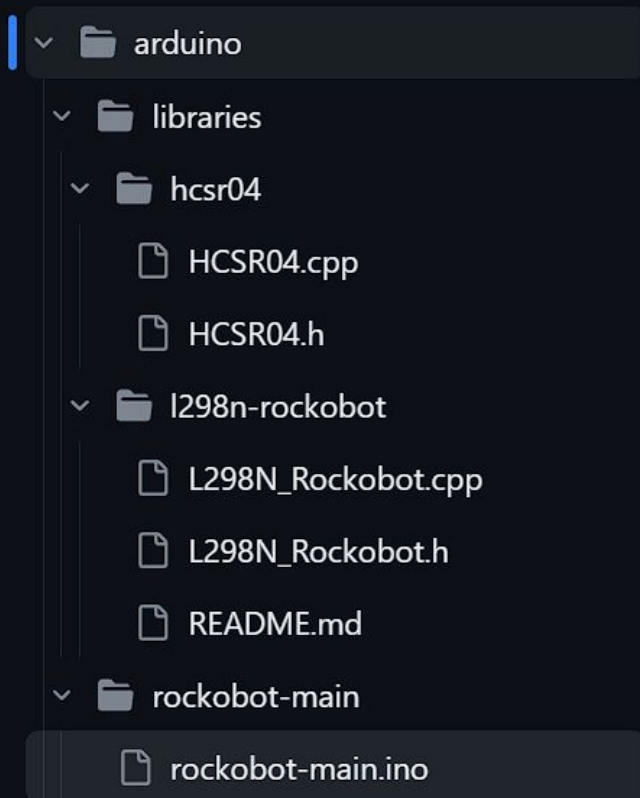 arduino
libraries
hcsr04
HCSR04.cpp
HCSR04.h
l298n-rockobot
L298N_Rockobot.cpp
L298N_Rockobot.h
README.md
rockobot-main
rockobot-main.ino